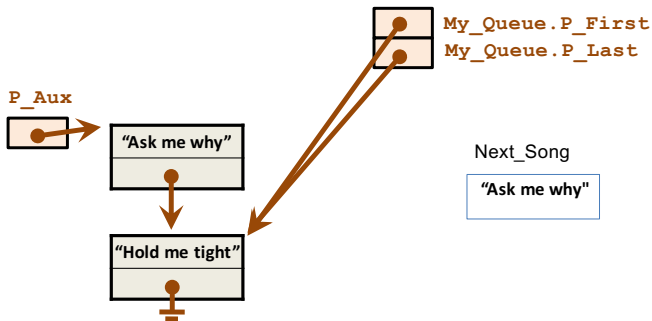 My_Queue.P_First
My_Queue.P_Last
P_Aux
“Ask me why”
Next_Song
“Ask me why"
“Hold me tight”